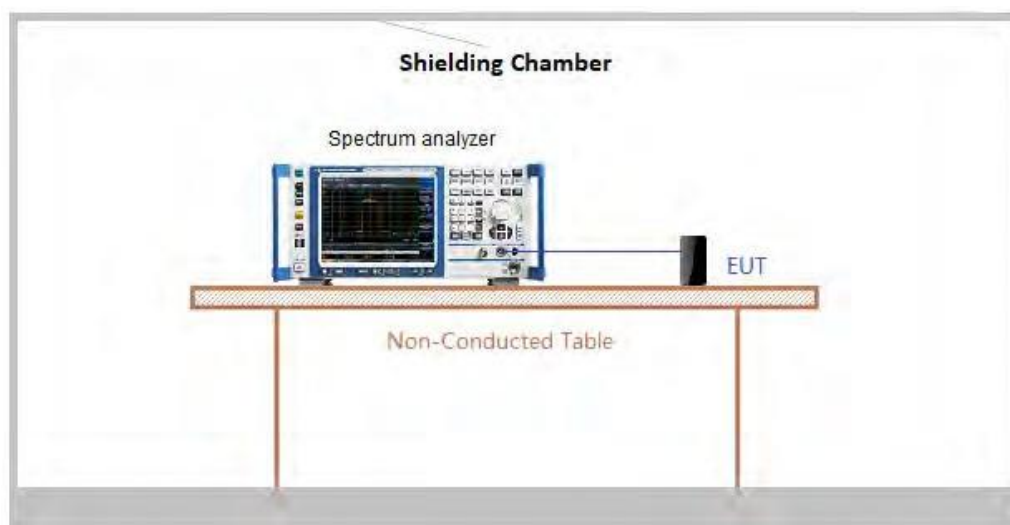 Shielding Chamber
Spectrum analyzer
EUT
Non-Conducted Table